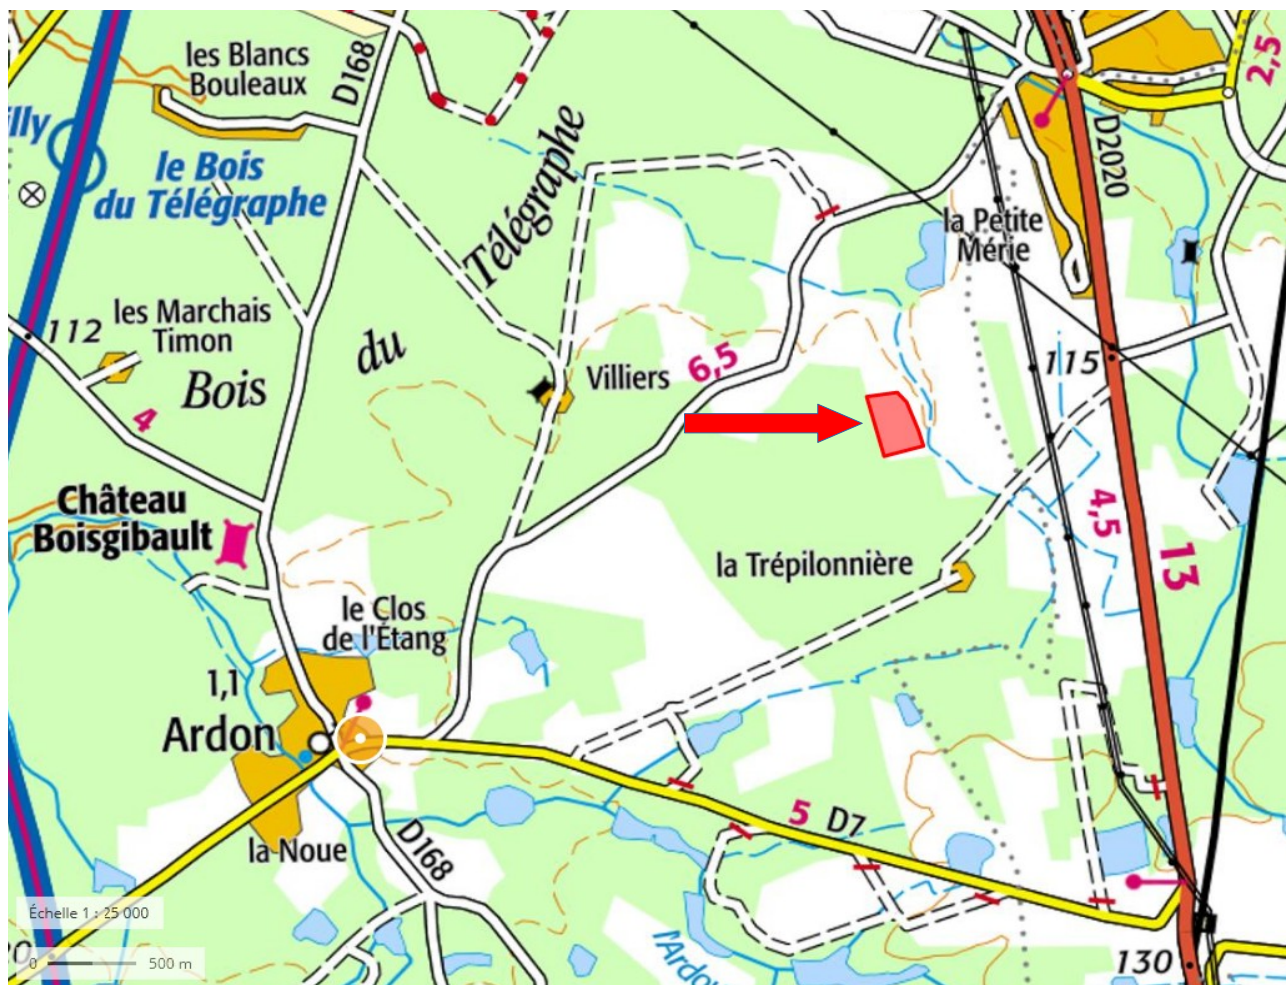 les Blancs
Bouleaux
D168
2,5
illy
le Bois
du Télégraphe
Télégraphe
D2020
la Petite
Mérie
112
les Marchais
Timon
du
Bois
Villiers
6,5
115
4
Château
Boisgibault
4,5
13
la Trépilonnière
le Clos
de l'Étang
1,1
Ardon
5
D7
D168
la Noue
Échelle 1 : 25 000
0
500 m
l'Ardo
130